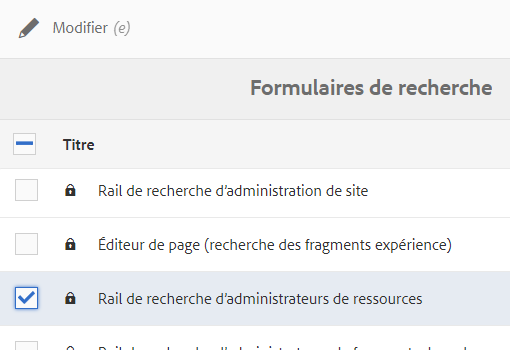 Modifier (e)
Formulaires de recherche
Titre
Rail de recherche d’administration de site
Éditeur de page (recherche des fragments expérience)
Rail de recherche d’administrateurs de ressources